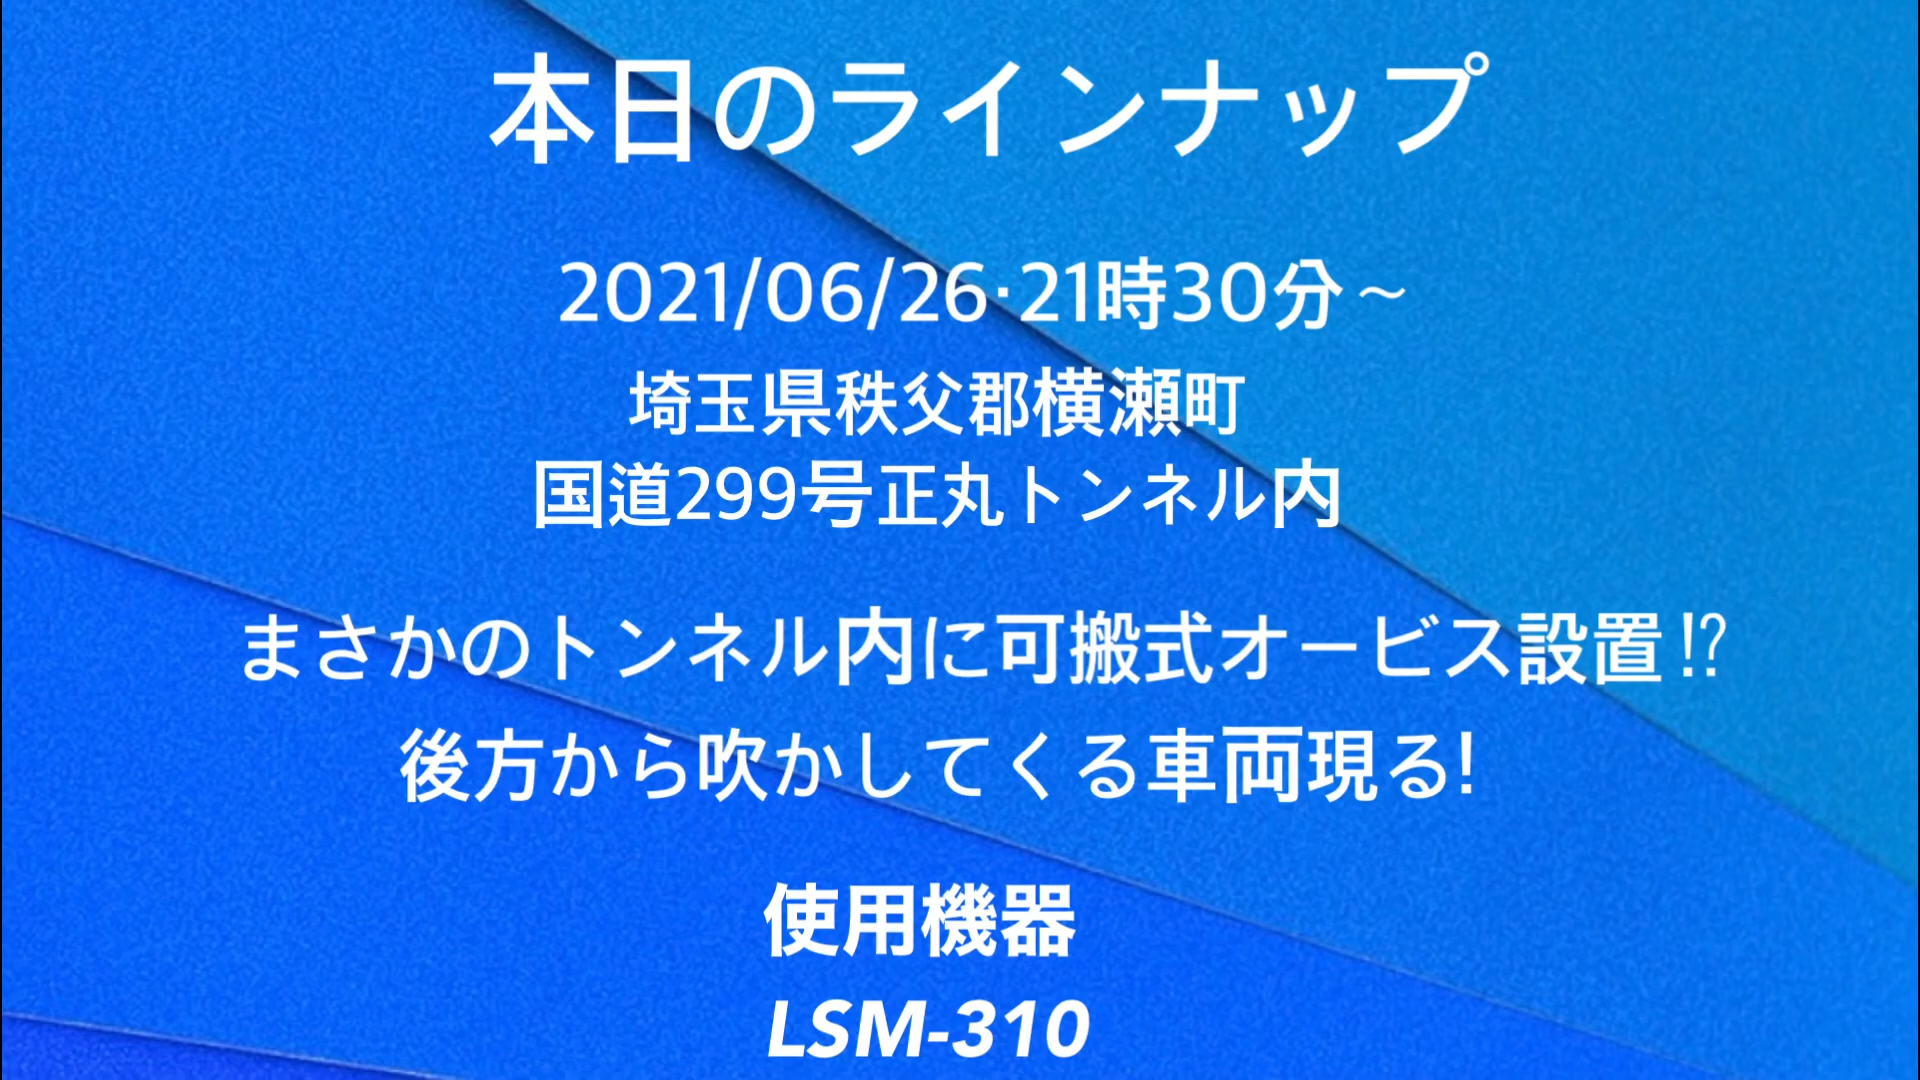 本日のラインナップ
2021/06/26·21時30分~
埼玉県秩父郡横瀬町
国道299号正丸トンネル内
まさかのトンネル内に可搬式オービス設置⁉
後方から吹かしてくる車両現る!
使用機器
LSM-310